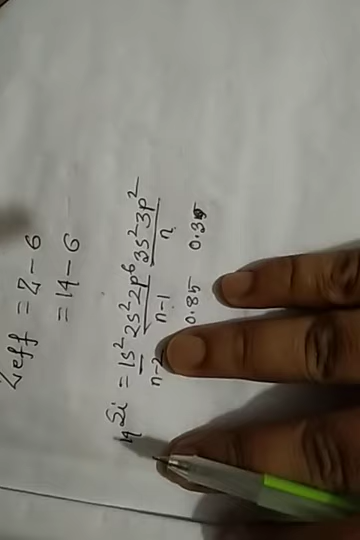 Zeff = Z - 6
= 14 - 6
14Si = 1s² 2s² 2p⁶ 3s² 3p²
n-2 n-1 n
0.85 0.35